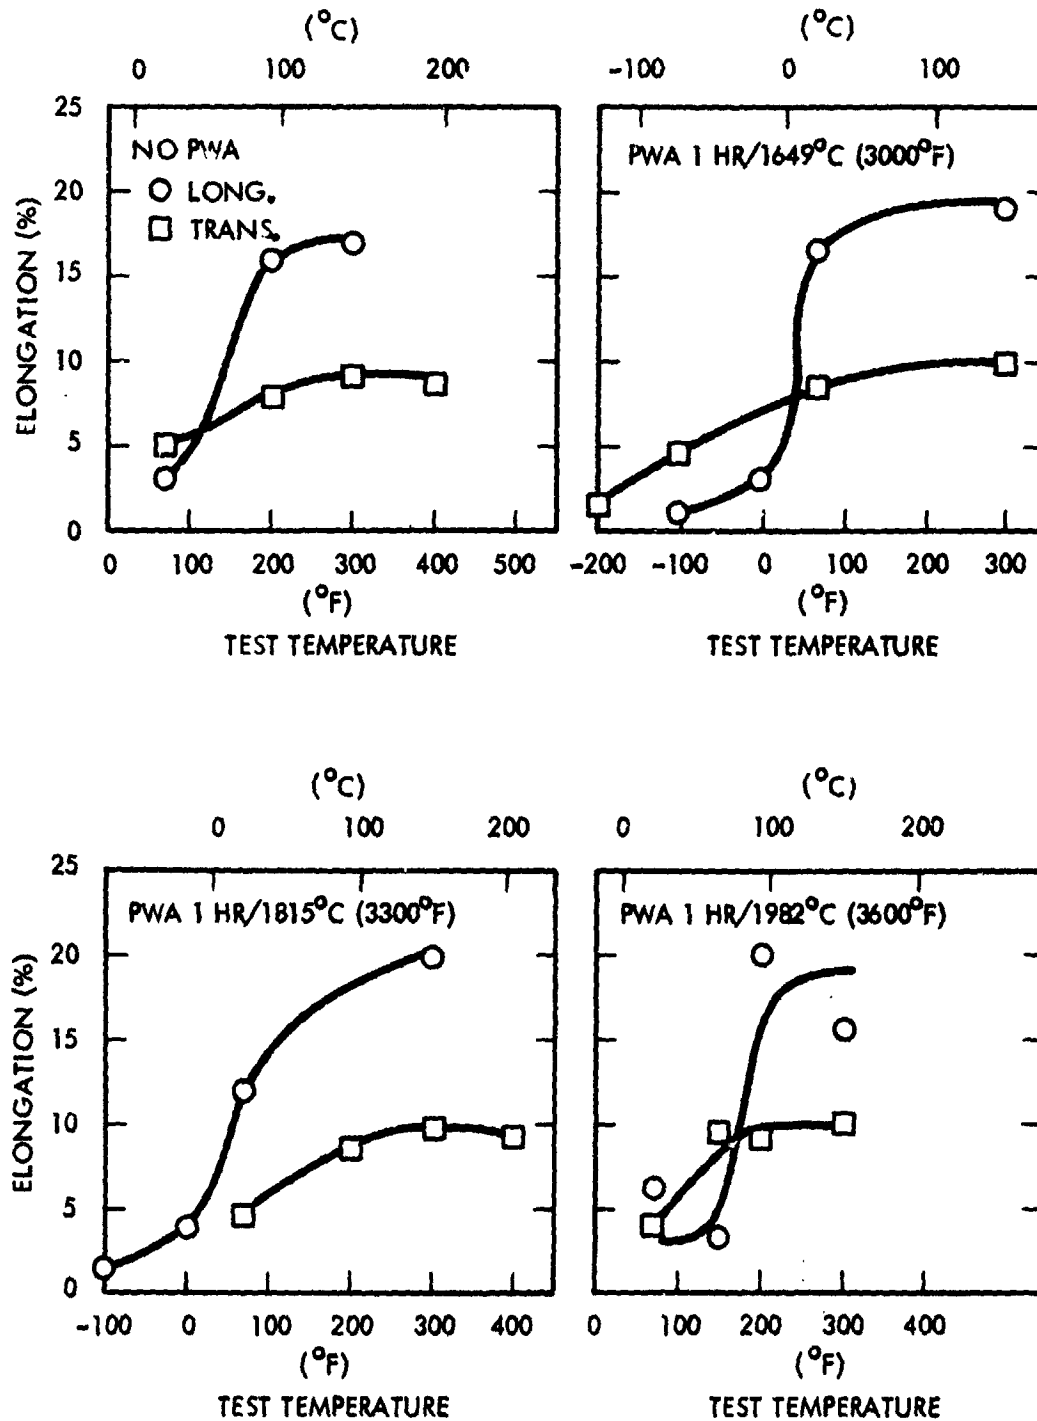 (°C)
0 100 200
25
NO PWA
LONG.
TRANS.
20
15
10
5
0
ELONGATION (%)
0 100 200 300 400 500
(°F)
TEST TEMPERATURE
(°C)
-100 0 100
PWA 1 HR/1649°C (3000°F)
-200 -100 0 100 200 300
(°F)
TEST TEMPERATURE
(°C)
0 100 200
25
PWA 1 HR/1815°C (3300°F)
20
15
10
5
0
ELONGATION (%)
-100 0 100 200 300 400
(°F)
TEST TEMPERATURE
(°C)
0 100 200
PWA 1 HR/1982°C (3600°F)
0 100 200 300 400
(°F)
TEST TEMPERATURE